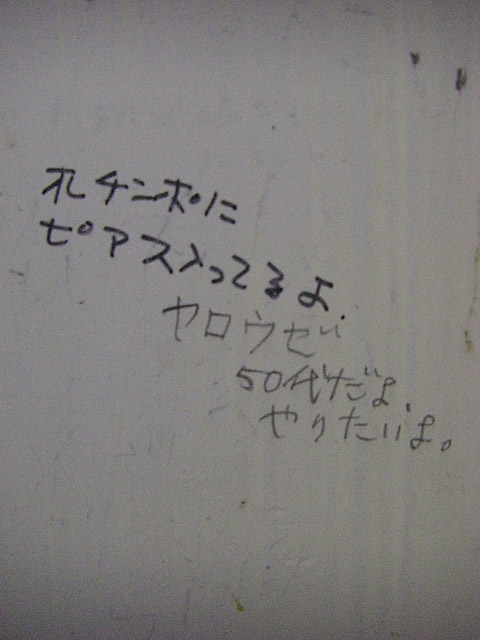 オレチンポに
ピアス入ってるよ.
ヤロウゼ!!
50代だよ.
やりたいよ。